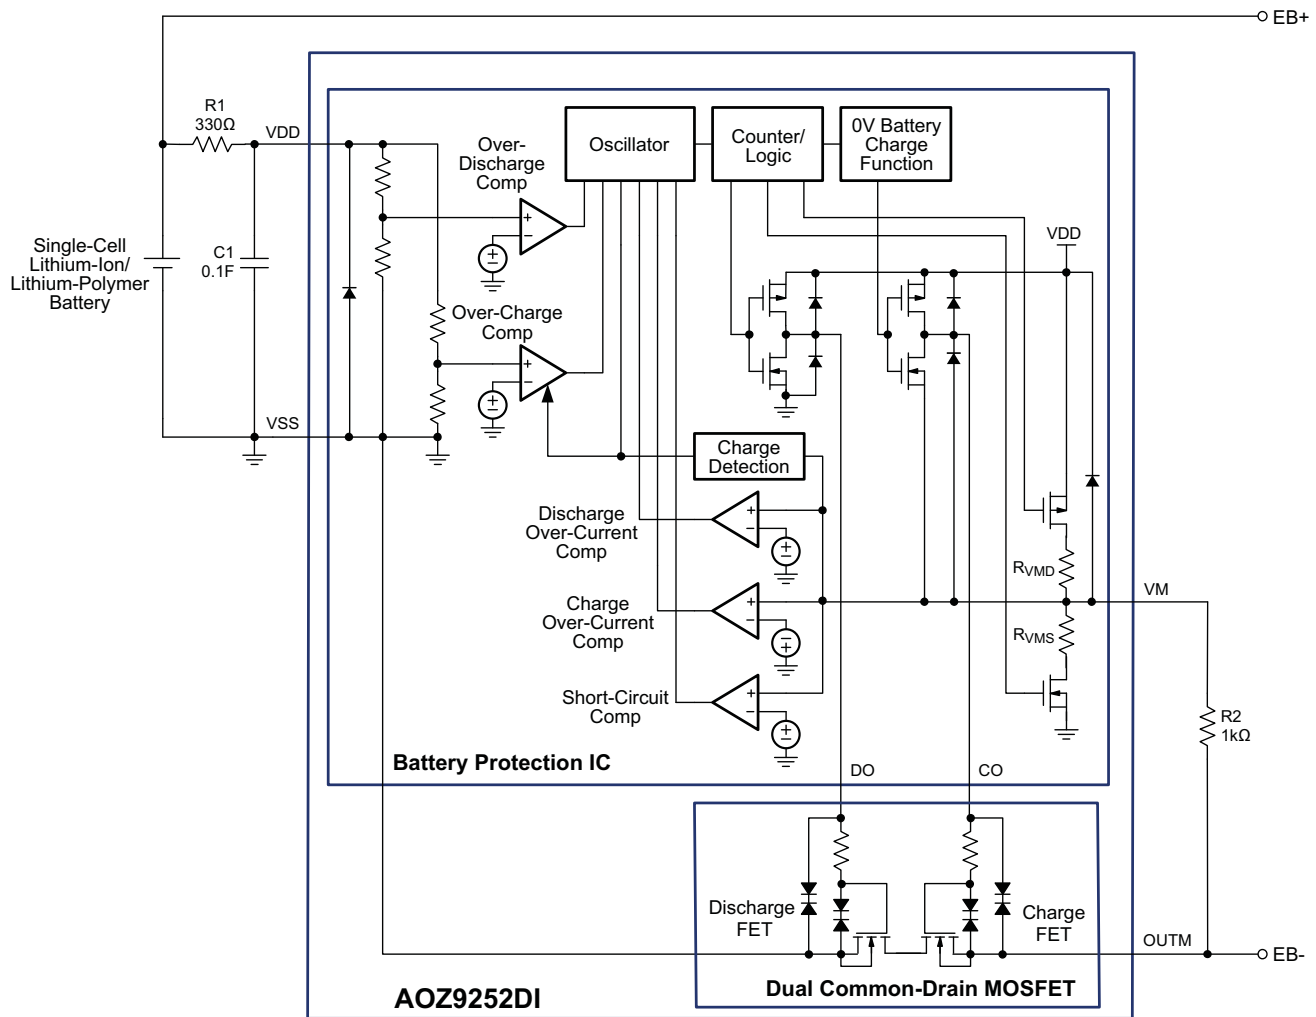 EB+
R1
330Ω
VDD
Over-
Discharge
Comp
Oscillator
Counter/
Logic
0V Battery
Charge
Function
VDD
Single-Cell
Lithium-Ion/
Lithium-Polymer
Battery
C1
0.1F
Over-Charge
Comp
VSS
Charge
Detection
Discharge
Over-Current
Comp
RVMD
VM
Charge
Over-Current
Comp
RVMS
Short-Circuit
Comp
R2
1kΩ
Battery Protection IC
DO
CO
Discharge
FET
Charge
FET
OUTM
EB-
Dual Common-Drain MOSFET
AOZ9252DI
+
−
+
−
+
−
+
−
+
−
±
±
±
±
±